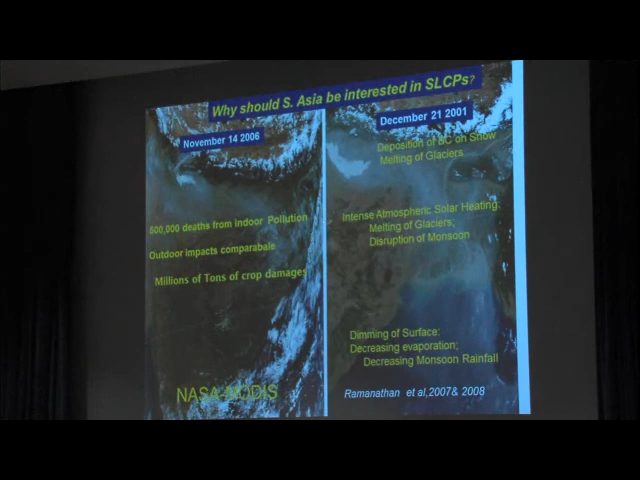 Why should S. Asia be interested in SLCPs?
November 14 2006
500,000 deaths from indoor Pollution
Outdoor impacts comparabale
Millions of Tons of crop damages
NASA-MODIS
December 21 2001
Deposition of BC on Snow
Melting of Glaciers
Intense Atmospheric Solar Heating:
Melting of Glaciers;
Disruption of Monsoon
Dimming of Surface:
Decreasing evaporation;
Decreasing Monsoon Rainfall
Ramanathan et al,2007& 2008